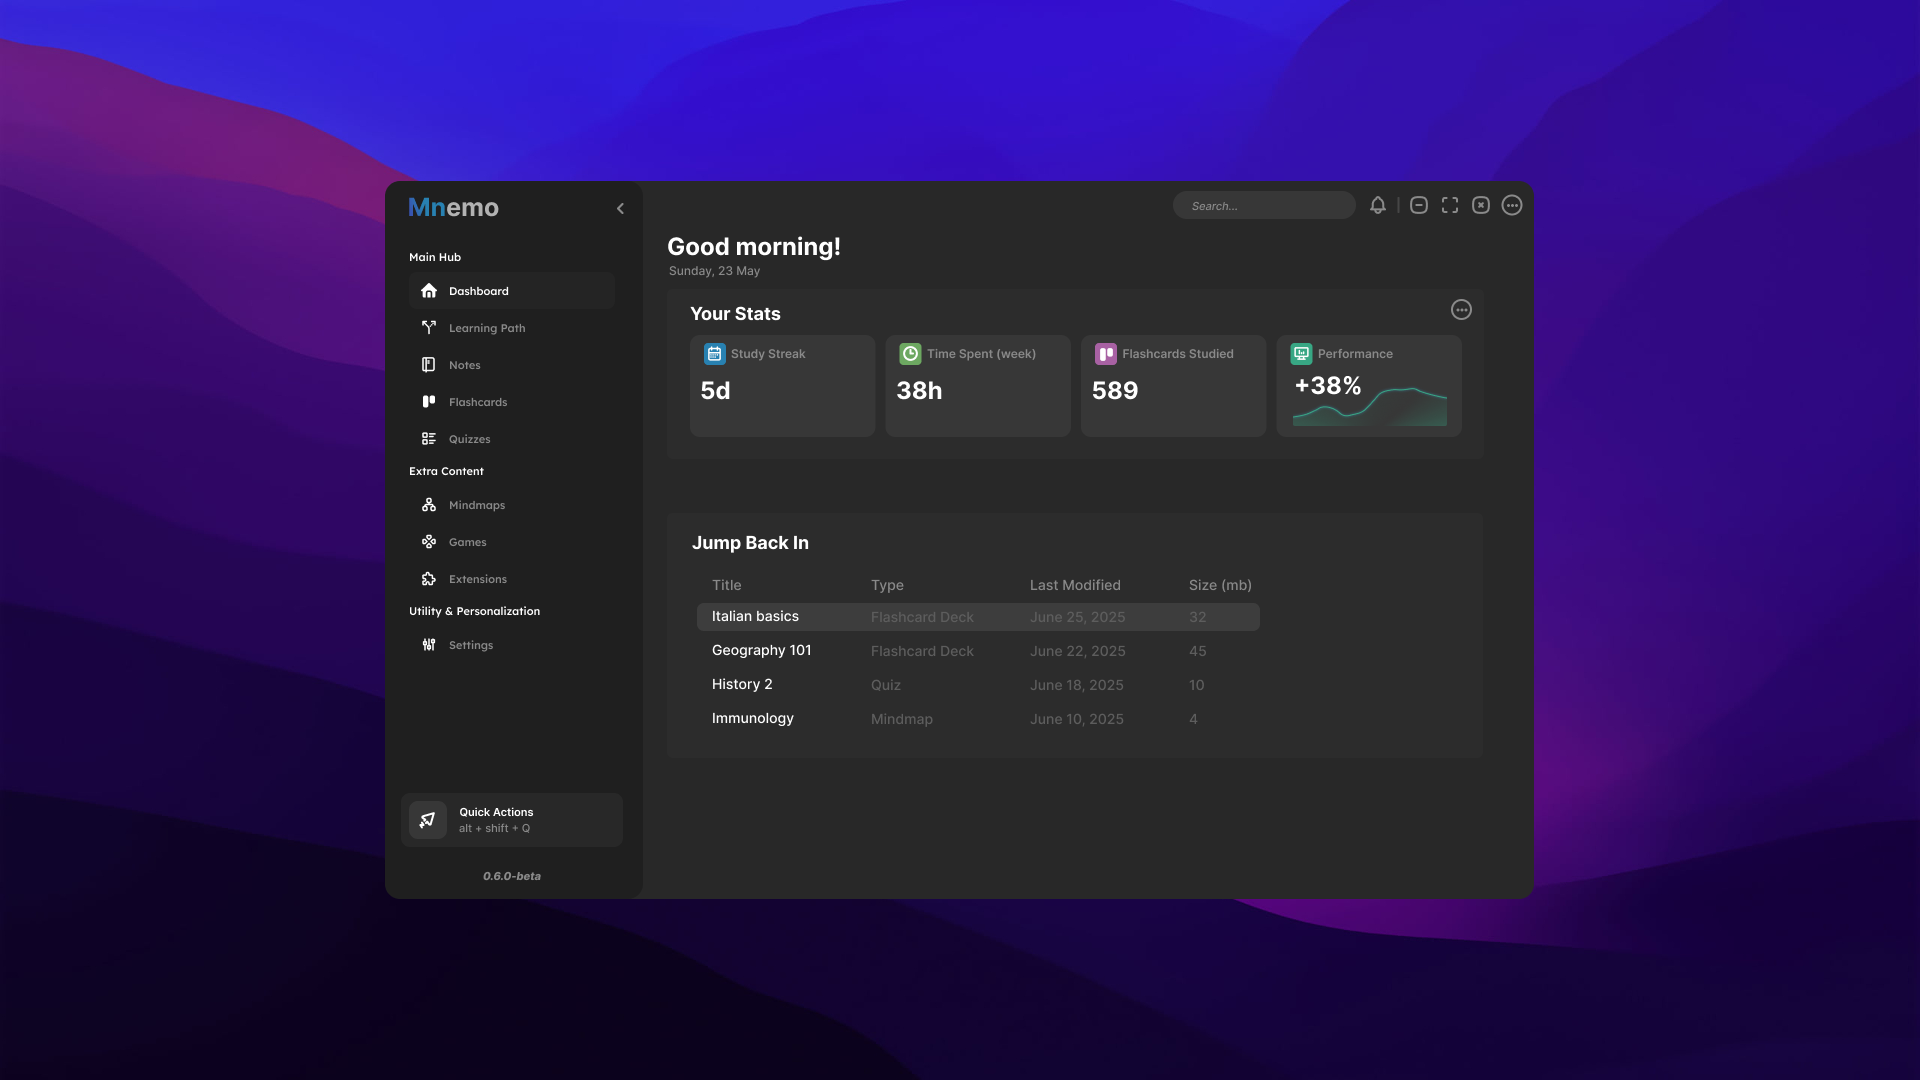 Mnemo
Main Hub
Dashboard
Learning Path
Notes
Flashcards
Quizzes
Extra Content
Mindmaps
Games
Extensions
Utility & Personalization
Settings
Quick Actions
alt + shift + Q
0.6.0-beta
Search...
Good morning!
Sunday, 23 May
Your Stats
Study Streak
5d
Time Spent (week)
38h
Flashcards Studied
589
Performance
+38%
Jump Back In
Title Type Last Modified Size (mb)
Italian basics Flashcard Deck June 25, 2025 32
Geography 101 Flashcard Deck June 22, 2025 45
History 2 Quiz June 18, 2025 10
Immunology Mindmap June 10, 2025 4